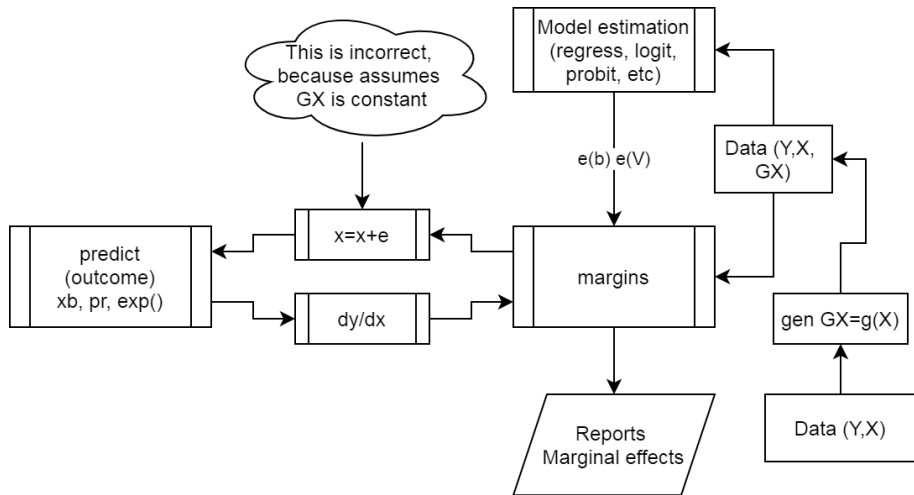 This is incorrect,
because assumes
GX is constant
Model estimation
(regress, logit,
probit, etc)
e(b) e(V)
Data (Y,X,
GX)
x=x+e
predict
(outcome)
xb, pr, exp()
margins
dy/dx
gen GX=g(X)
Reports
Marginal effects
Data (Y,X)